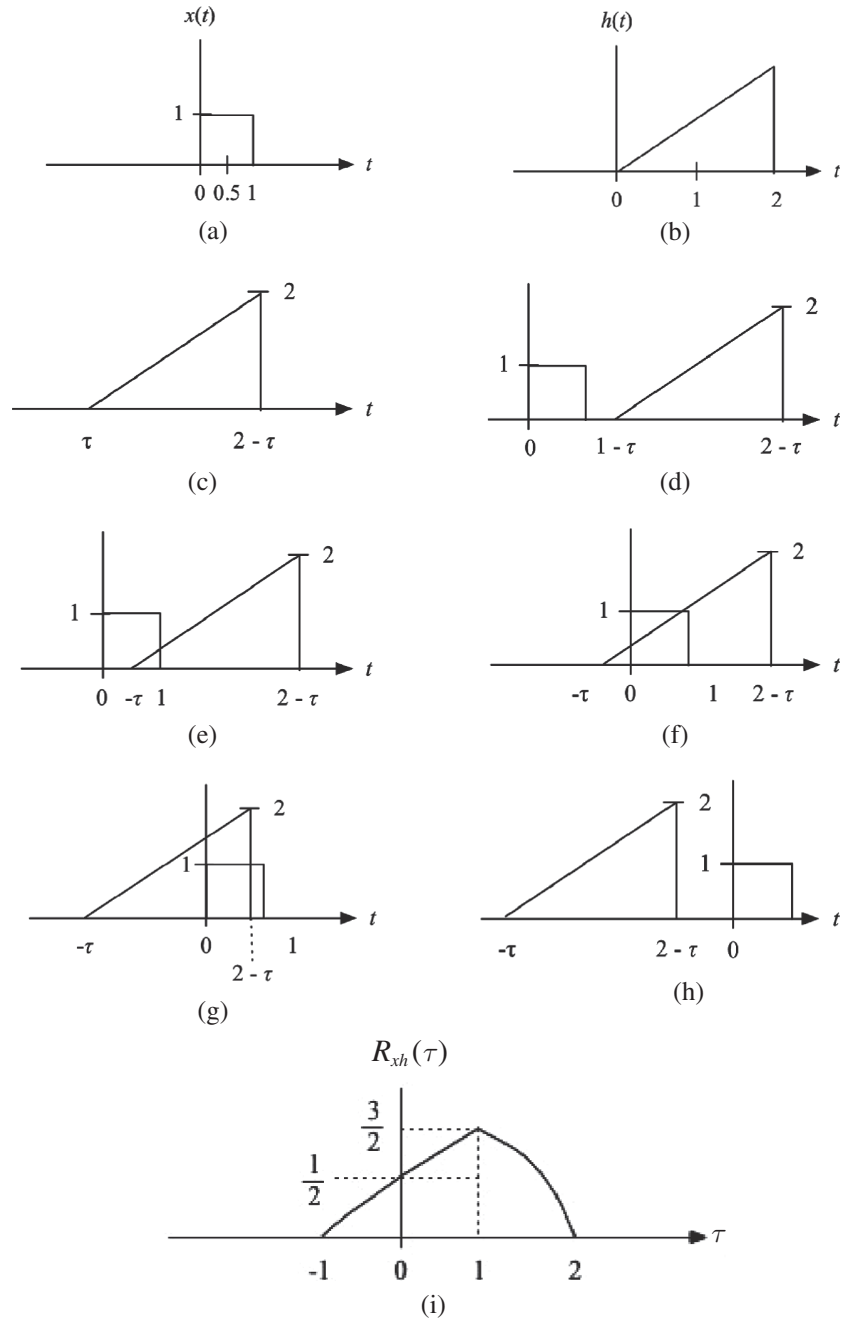 x(t)
1
t
0 0.5 1
(a)
h(t)
t
0 1 2
(b)
2
t
τ 2 - τ
(c)
1
2
t
0 1 - τ 2 - τ
(d)
1
2
t
0 -τ 1 2 - τ
(e)
1
2
t
-τ 0 1 2 - τ
(f)
2
1
t
-τ 0 1
2 - τ
(g)
2
1
t
-τ 2 - τ 0
(h)
R_{xh}(τ)
3/2
1/2
τ
-1 0 1 2
(i)